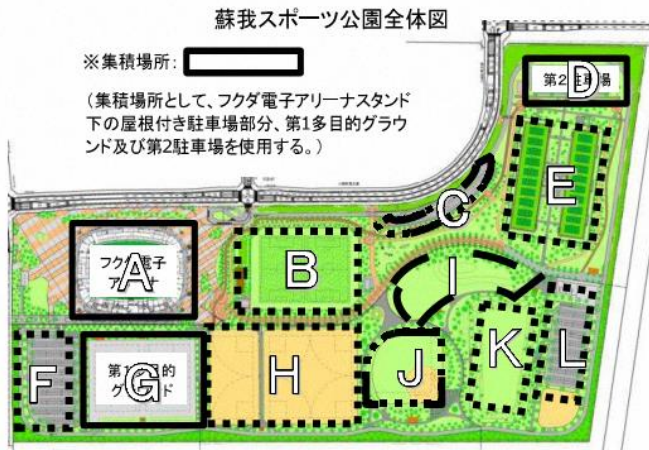 蘇我スポーツ公園全体図
※集積場所:
(集積場所として、フクダ電子アリーナスタンド
下の屋根付き駐車場部分、第1多目的グラウ
ンド及び第2駐車場を使用する。)
D
第2駐車場
E
C
フクダ電子
アリーナ
A
B
I
F
第1多目的
グラウンド
G
H
J
K
L